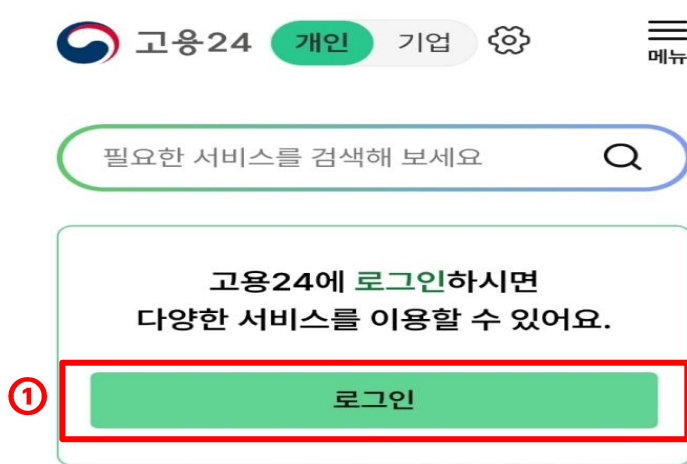 고용24 개인 기업
메뉴
필요한 서비스를 검색해 보세요
고용24에 로그인하시면
다양한 서비스를 이용할 수 있어요.
① 로그인